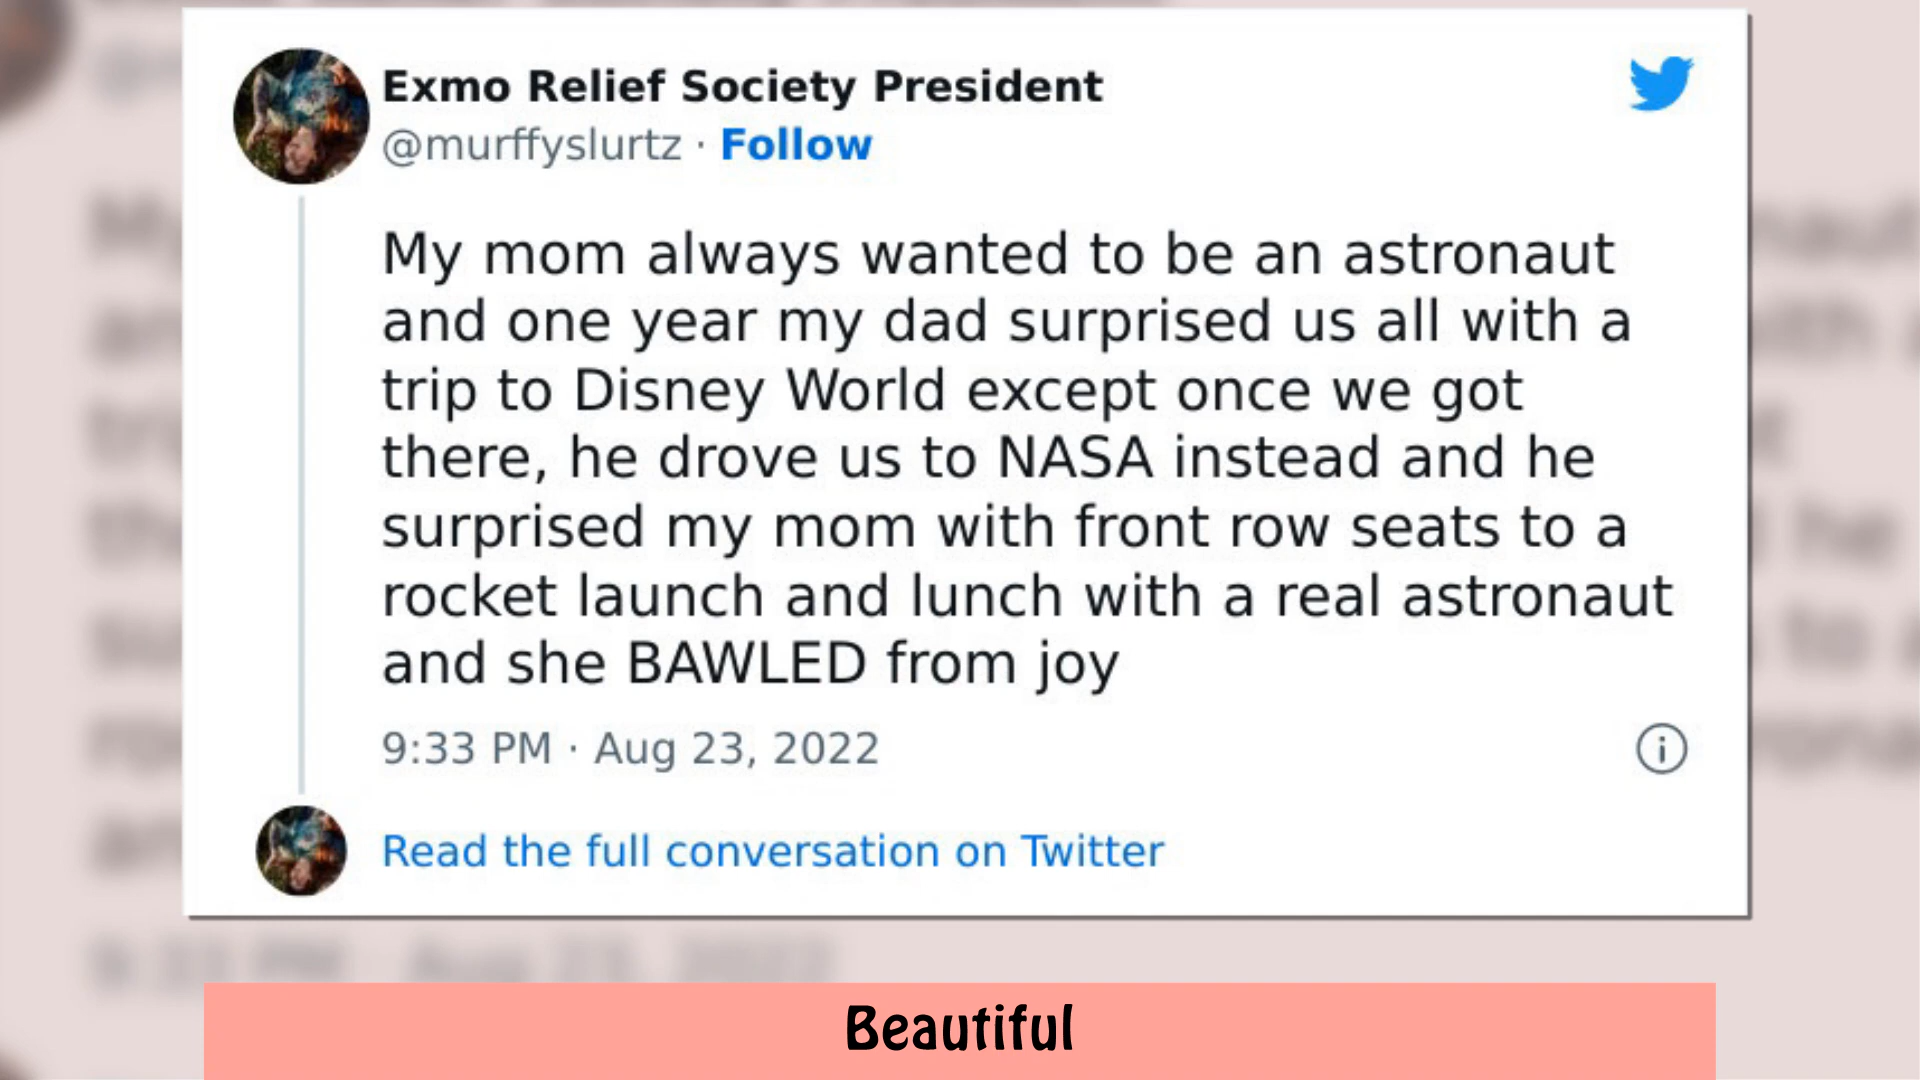 Exmo Relief Society President
@murffyslurtz · Follow
My mom always wanted to be an astronaut
and one year my dad surprised us all with a
trip to Disney World except once we got
there, he drove us to NASA instead and he
surprised my mom with front row seats to a
rocket launch and lunch with a real astronaut
and she BAWLED from joy
9:33 PM · Aug 23, 2022
Read the full conversation on Twitter
Beautiful